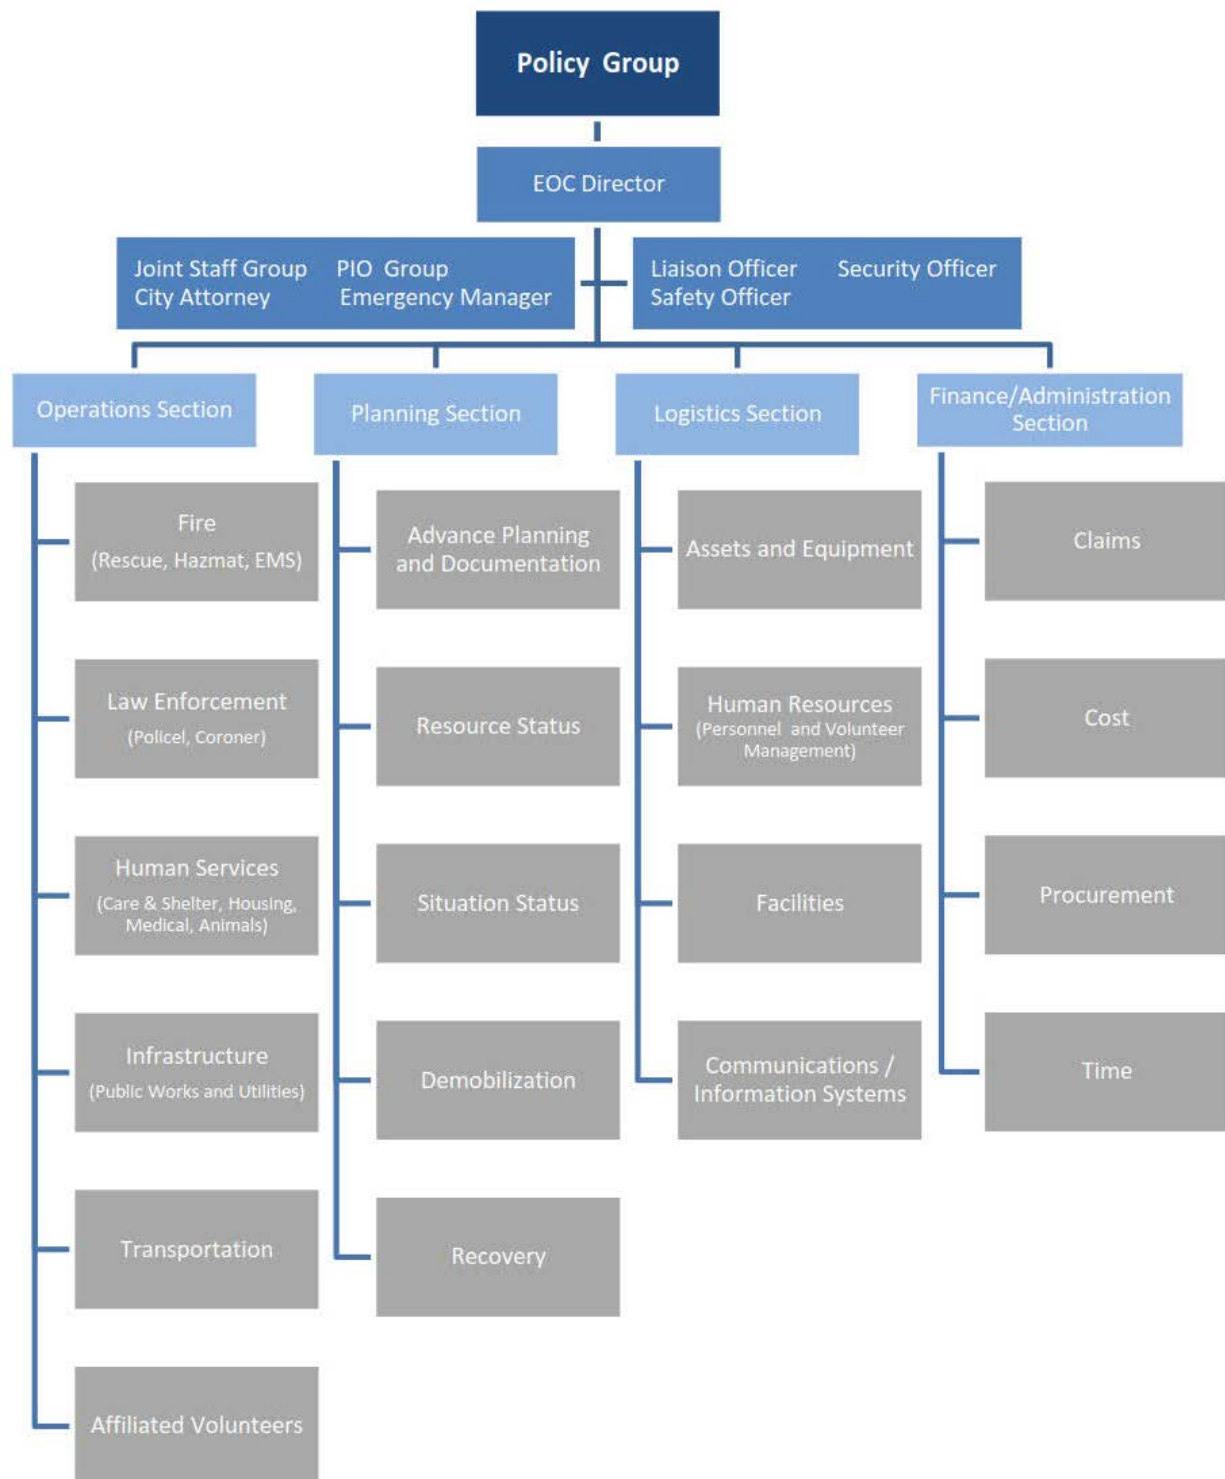 Policy Group
EOC Director
Joint Staff Group PIO Group
City Attorney Emergency Manager
Liaison Officer Security Officer
Safety Officer
Operations Section
Fire
(Rescue, Hazmat, EMS)
Law Enforcement
(Policel, Coroner)
Human Services
(Care & Shelter, Housing,
Medical, Animals)
Infrastructure
(Public Works and Utilities)
Transportation
Affiliated Volunteers
Planning Section
Advance Planning
and Documentation
Resource Status
Situation Status
Demobilization
Recovery
Logistics Section
Assets and Equipment
Human Resources
(Personnel and Volunteer
Management)
Facilities
Communications /
Information Systems
Finance/Administration
Section
Claims
Cost
Procurement
Time